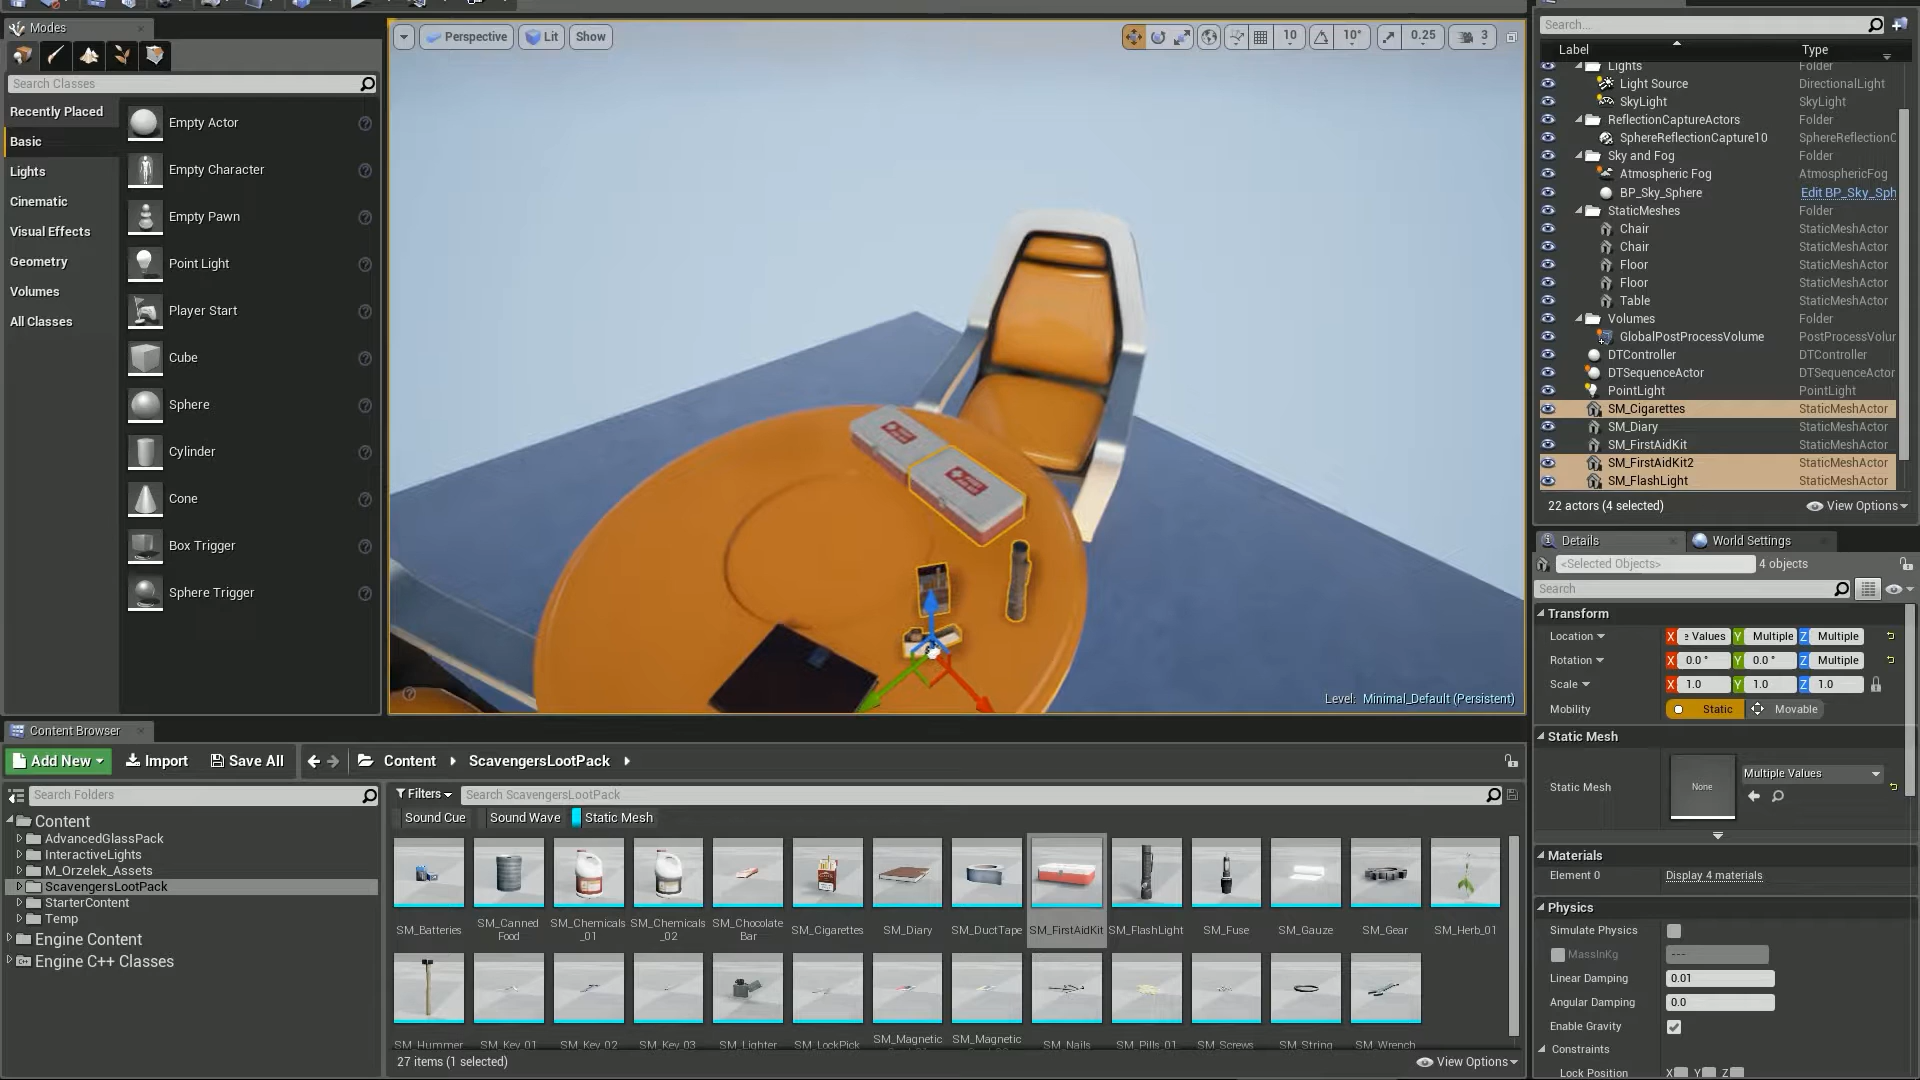 Modes
Search Classes
Recently Placed
Basic
Lights
Cinematic
Visual Effects
Geometry
Volumes
All Classes
Empty Actor
Empty Character
Empty Pawn
Point Light
Player Start
Cube
Sphere
Cylinder
Cone
Box Trigger
Sphere Trigger
Perspective
Lit
Show
10
10°
0.25
3
Level: Minimal_Default (Persistent)
Search...
Label Type
Lights Folder
Light Source DirectionalLight
SkyLight SkyLight
ReflectionCaptureActors Folder
SphereReflectionCapture10 SphereReflectionC
Sky and Fog Folder
Atmospheric Fog AtmosphericFog
BP_Sky_Sphere Edit BP_Sky_Sph
StaticMeshes Folder
Chair StaticMeshActor
Chair StaticMeshActor
Floor StaticMeshActor
Floor StaticMeshActor
Table StaticMeshActor
Volumes Folder
GlobalPostProcessVolume PostProcessVolur
DTController DTController
DTSequenceActor DTSequenceActor
PointLight PointLight
SM_Cigarettes StaticMeshActor
SM_Diary StaticMeshActor
SM_FirstAidKit StaticMeshActor
SM_FirstAidKit2 StaticMeshActor
SM_FlashLight StaticMeshActor
22 actors (4 selected)
View Options
Details
World Settings
<Selected Objects> 4 objects
Search
Transform
Location X e Values Y Multiple Z Multiple
Rotation X 0.0 ° Y 0.0 ° Z Multiple
Scale X 1.0 Y 1.0 Z 1.0
Mobility Static Movable
Static Mesh
Static Mesh None Multiple Values
Materials
Element 0 Display 4 materials
Physics
Simulate Physics
MassInKg ---
Linear Damping 0.01
Angular Damping 0.0
Enable Gravity
Constraints
Lock Position X Y Z
Content Browser
Add New Import Save All Content ScavengersLootPack
Search Folders
Content
AdvancedGlassPack
InteractiveLights
M_Orzelek_Assets
ScavengersLootPack
StarterContent
Temp
Engine Content
Engine C++ Classes
Filters Search ScavengersLootPack
Sound Cue Sound Wave Static Mesh
SM_Batteries
SM_Canned Food
SM_Chemicals_01
SM_Chemicals_02
SM_Chocolate Bar
SM_Cigarettes
SM_Diary
SM_DuctTape
SM_FirstAidKit
SM_FlashLight
SM_Fuse
SM_Gauze
SM_Gear
SM_Herb_01
SM_Hummer
SM_Key_01
SM_Key_02
SM_Key_03
SM_Lighter
SM_LockPick
SM_Magnetic
SM_Magnetic
SM_Nails
SM_Pills_01
SM_Screws
SM_String
SM_Wrench
27 items (1 selected)
View Options